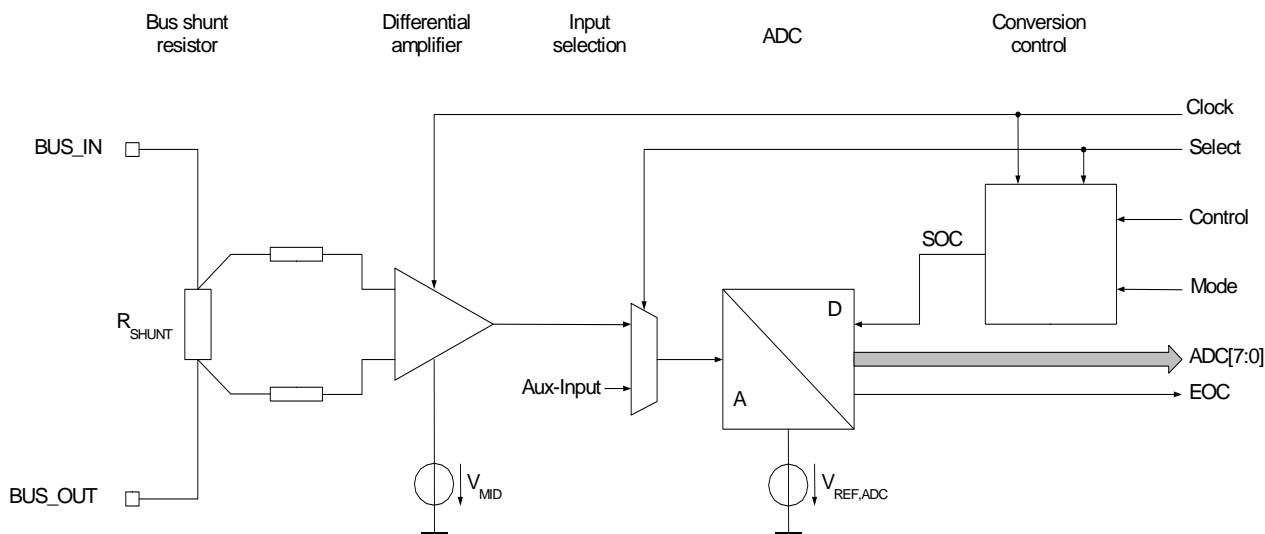 Bus shunt
resistor
Differential
amplifier
Input
selection
ADC
Conversion
control
Clock
BUS_IN
Select
Control
SOC
Mode
R_SHUNT
D
ADC[7:0]
Aux-Input
A
EOC
V_MID
V_REF,ADC
BUS_OUT